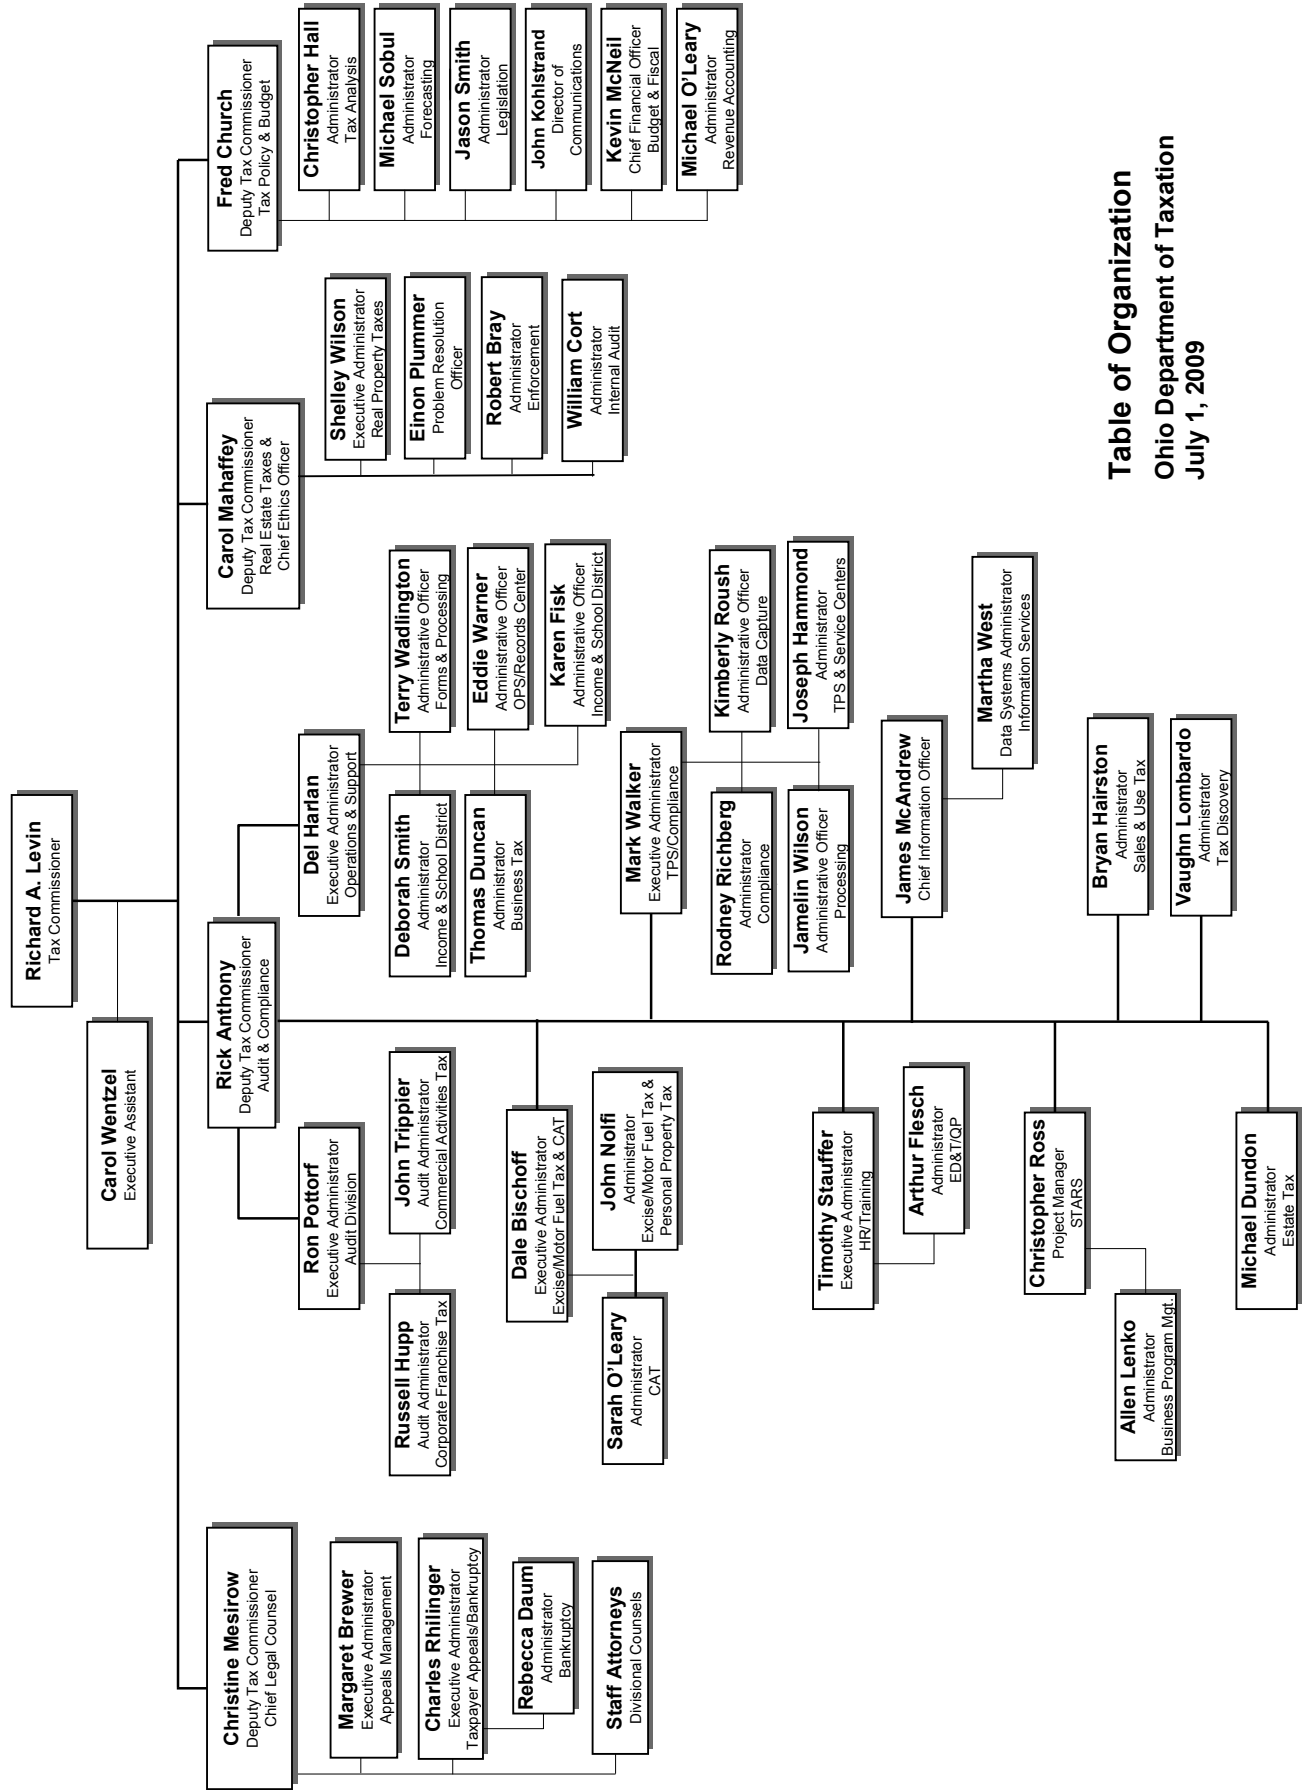 Richard A. Levin
Tax Commissioner
Carol Wentzel
Executive Assistant
Christine Mesirow
Deputy Tax Commissioner
Chief Legal Counsel
Margaret Brewer
Executive Administrator
Appeals Management
Charles Rhilinger
Executive Administrator
Taxpayer Appeals/Bankruptcy
Rebecca Daum
Administrator
Bankruptcy
Staff Attorneys
Divisional Counsels
Rick Anthony
Deputy Tax Commissioner
Audit & Compliance
Ron Pottorf
Executive Administrator
Audit Division
Russell Hupp
Audit Administrator
Corporate Franchise Tax
John Trippier
Audit Administrator
Commercial Activities Tax
Del Harlan
Executive Administrator
Operations & Support
Deborah Smith
Administrator
Income & School District
Terry Wadlington
Administrative Officer
Forms & Processing
Thomas Duncan
Administrator
Business Tax
Eddie Warner
Administrative Officer
OPS/Records Center
Karen Fisk
Administrative Officer
Income & School District
Dale Bischoff
Executive Administrator
Excise/Motor Fuel Tax & CAT
Sarah O'Leary
Administrator
CAT
John Nolfi
Administrator
Excise/Motor Fuel Tax &
Personal Property Tax
Mark Walker
Executive Administrator
TPS/Compliance
Rodney Richberg
Administrator
Compliance
Kimberly Roush
Administrative Officer
Data Capture
Jamelin Wilson
Administrative Officer
Processing
Joseph Hammond
Administrator
TPS & Service Centers
Timothy Stauffer
Executive Administrator
HR/Training
Arthur Flesch
Administrator
ED&T/QP
James McAndrew
Chief Information Officer
Martha West
Data Systems Administrator
Information Services
Christopher Ross
Project Manager
STARS
Allen Lenko
Administrator
Business Program Mgt.
Bryan Hairston
Administrator
Sales & Use Tax
Vaughn Lombardo
Administrator
Tax Discovery
Michael Dundon
Administrator
Estate Tax
Carol Mahaffey
Deputy Tax Commissioner
Real Estate Taxes &
Chief Ethics Officer
Shelley Wilson
Executive Administrator
Real Property Taxes
Einon Plummer
Problem Resolution
Officer
Robert Bray
Administrator
Enforcement
William Cort
Administrator
Internal Audit
Fred Church
Deputy Tax Commissioner
Tax Policy & Budget
Christopher Hall
Administrator
Tax Analysis
Michael Sobul
Administrator
Forecasting
Jason Smith
Administrator
Legislation
John Kohlstrand
Director of
Communications
Kevin McNeil
Chief Financial Officer
Budget & Fiscal
Michael O'Leary
Administrator
Revenue Accounting
Table of Organization
Ohio Department of Taxation
July 1, 2009